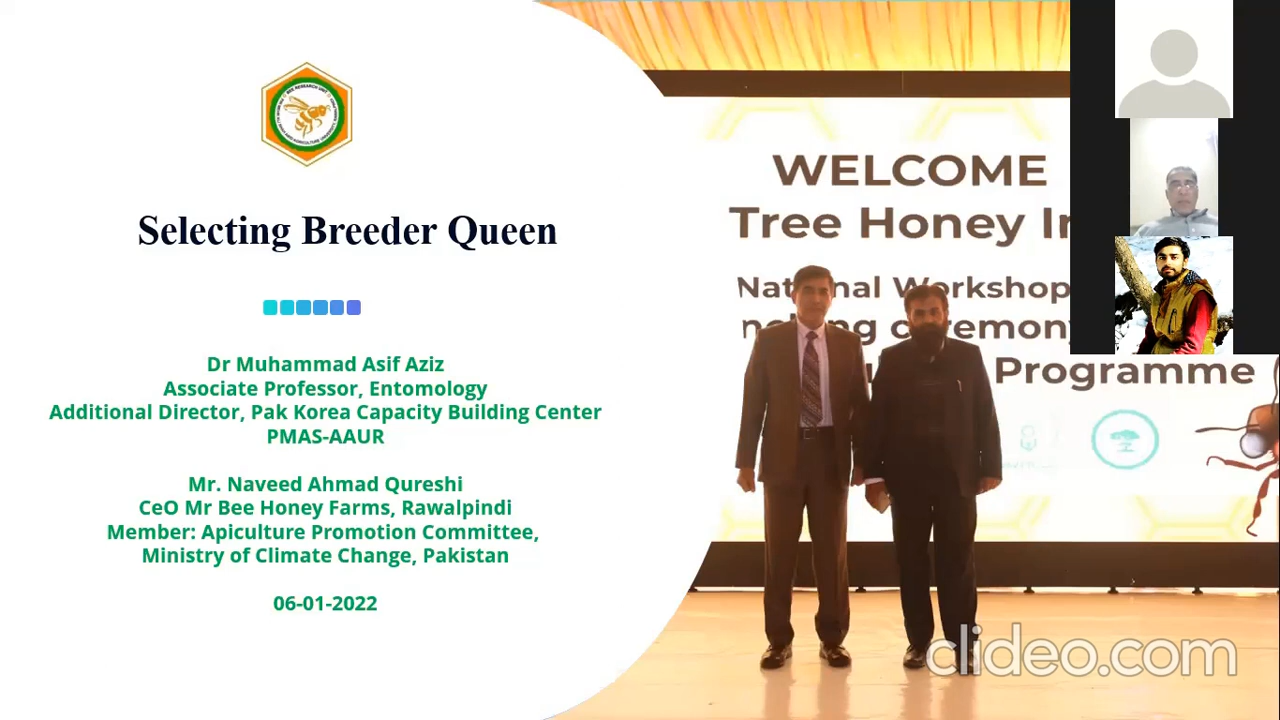 Selecting Breeder Queen
Dr Muhammad Asif Aziz
Associate Professor, Entomology
Additional Director, Pak Korea Capacity Building Center
PMAS-AAUR
Mr. Naveed Ahmad Qureshi
CeO Mr Bee Honey Farms, Rawalpindi
Member: Apiculture Promotion Committee,
Ministry of Climate Change, Pakistan
06-01-2022
WELCOME
Tree Honey
Workshop
Programme
clideo.com